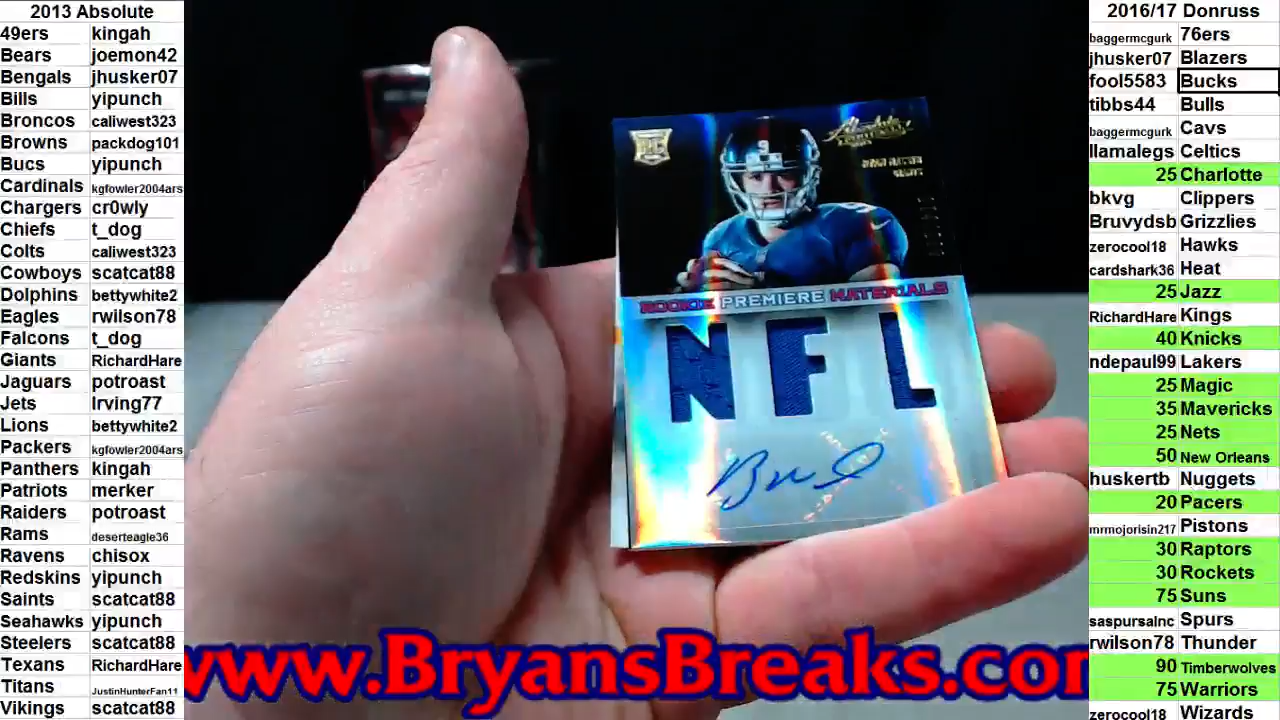 2013 Absolute
49ers kingah
Bears joemon42
Bengals jhusker07
Bills yipunch
Broncos caliwest323
Browns packdog101
Bucs yipunch
Cardinals kgfowler2004ars
Chargers cr0wly
Chiefs t_dog
Colts caliwest323
Cowboys scatcat88
Dolphins bettywhite2
Eagles rwilson78
Falcons t_dog
Giants RichardHare
Jaguars potroast
Jets Irving77
Lions bettywhite2
Packers kgfowler2004ars
Panthers kingah
Patriots merker
Raiders potroast
Rams deserteagle36
Ravens chisox
Redskins yipunch
Saints scatcat88
Seahawks yipunch
Steelers scatcat88
Texans RichardHare
Titans JustinHunterFan11
Vikings scatcat88
RC
Absolute
ROOKIE PREMIERE MATERIALS
NFL
www.BryansBreaks.com
2016/17 Donruss
baggermcgurk 76ers
jhusker07 Blazers
fool5583 Bucks
tibbs44 Bulls
baggermcgurk Cavs
llamalegs Celtics
25 Charlotte
bkvg Clippers
Bruvydsb Grizzlies
zerocool18 Hawks
cardshark36 Heat
25 Jazz
RichardHare Kings
40 Knicks
ndepaul99 Lakers
25 Magic
35 Mavericks
25 Nets
50 New Orleans
huskertb Nuggets
20 Pacers
mrmojorisin217 Pistons
30 Raptors
30 Rockets
75 Suns
saspursalnc Spurs
rwilson78 Thunder
90 Timberwolves
75 Warriors
zerocool18 Wizards